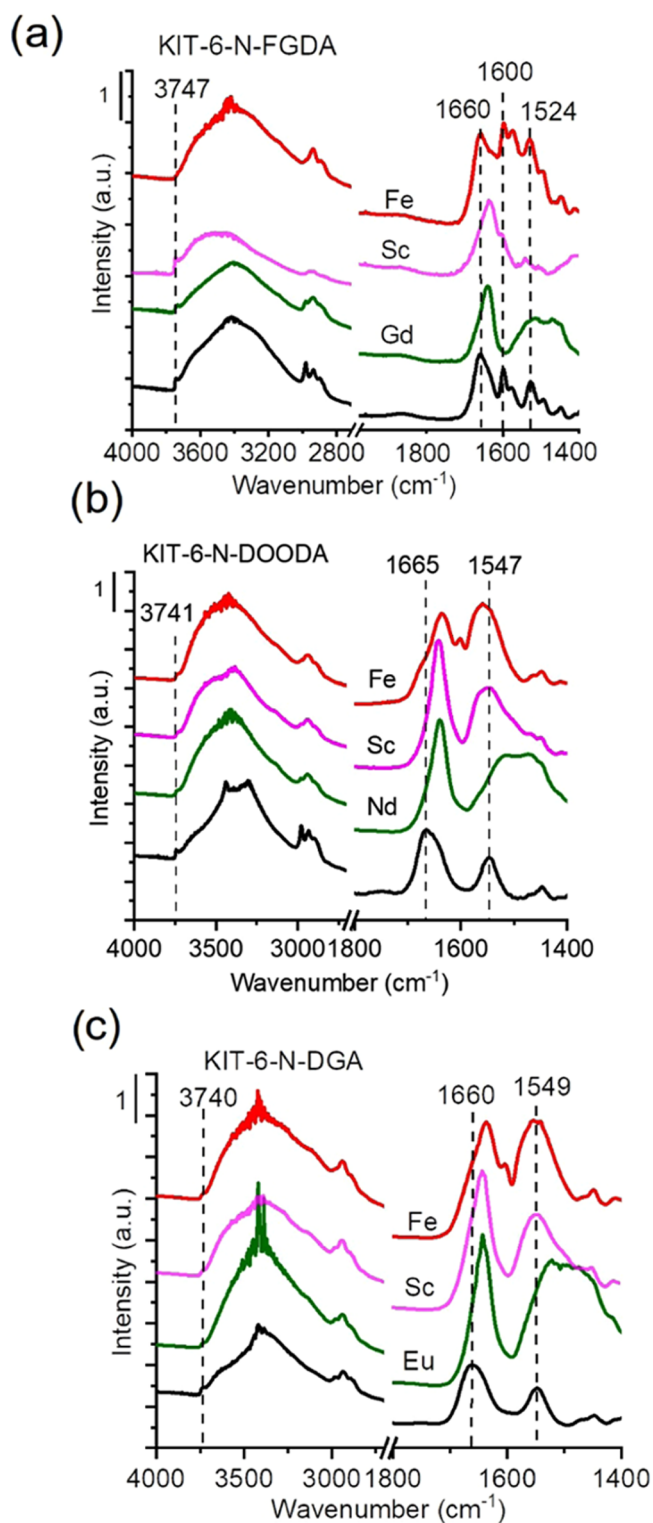 (a)
KIT-6-N-FGDA
1600
3747
1660
1524
1
Fe
Sc
Gd
Intensity (a.u.)
4000 3600 3200 2800 1800 1600 1400
Wavenumber (cm-1)
(b)
KIT-6-N-DOODA
1665 1547
1
3741
Fe
Sc
Nd
Intensity (a.u.)
4000 3500 3000 1800 1600 1400
Wavenumber (cm-1)
(c)
KIT-6-N-DGA
1
3740
1660 1549
Fe
Sc
Eu
Intensity (a.u.)
4000 3500 3000 1800 1600 1400
Wavenumber (cm-1)